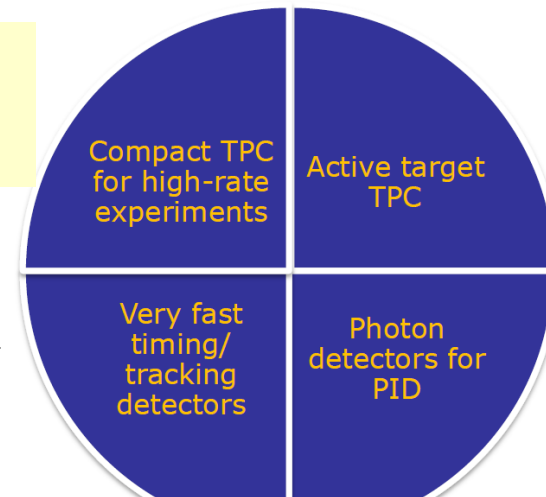 Compact TPC
for high-rate
experiments
Active target
TPC
Very fast
timing/
tracking
detectors
Photon
detectors for
PID